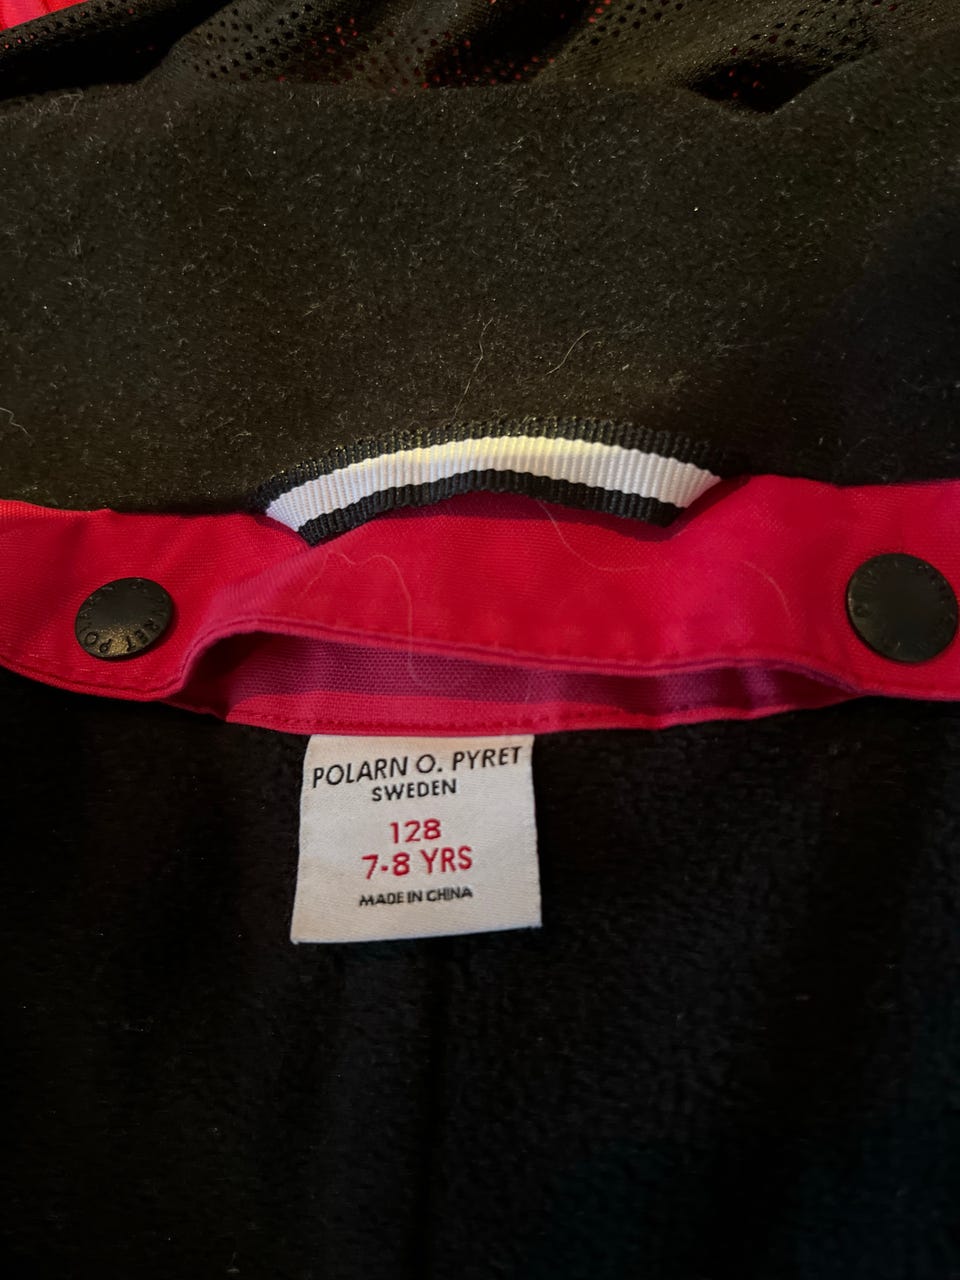 POLARN O. PYRET
SWEDEN
128
7-8 YRS
MADE IN CHINA